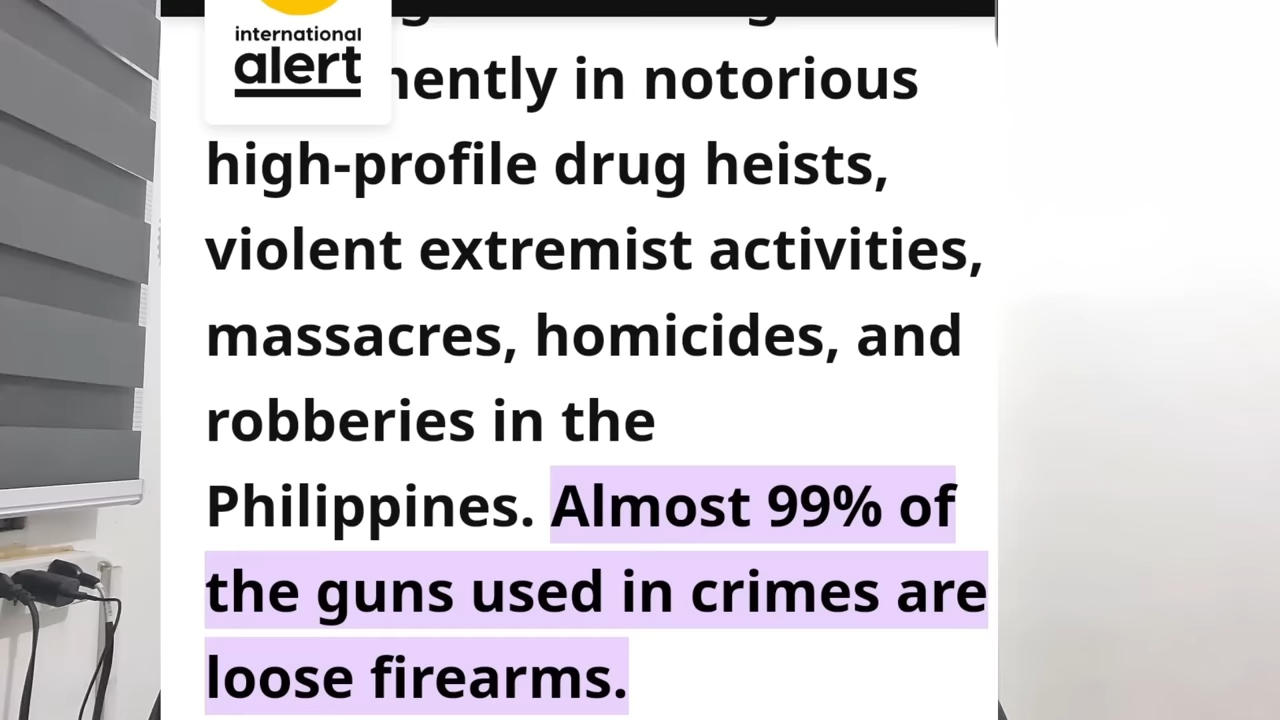 international
alert
nently in notorious
high-profile drug heists,
violent extremist activities,
massacres, homicides, and
robberies in the
Philippines. Almost 99% of
the guns used in crimes are
loose firearms.